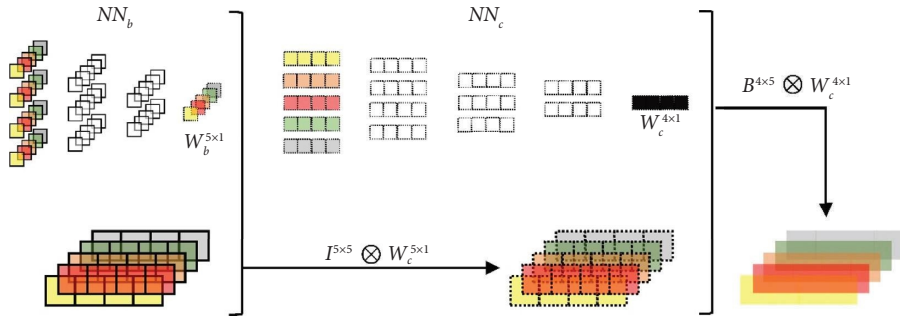 NN_b
NN_c
W_b^{5×1}
W_c^{4×1}
B^{4×5} ⊗ W_c^{4×1}
I^{5×5} ⊗ W_c^{5×1}